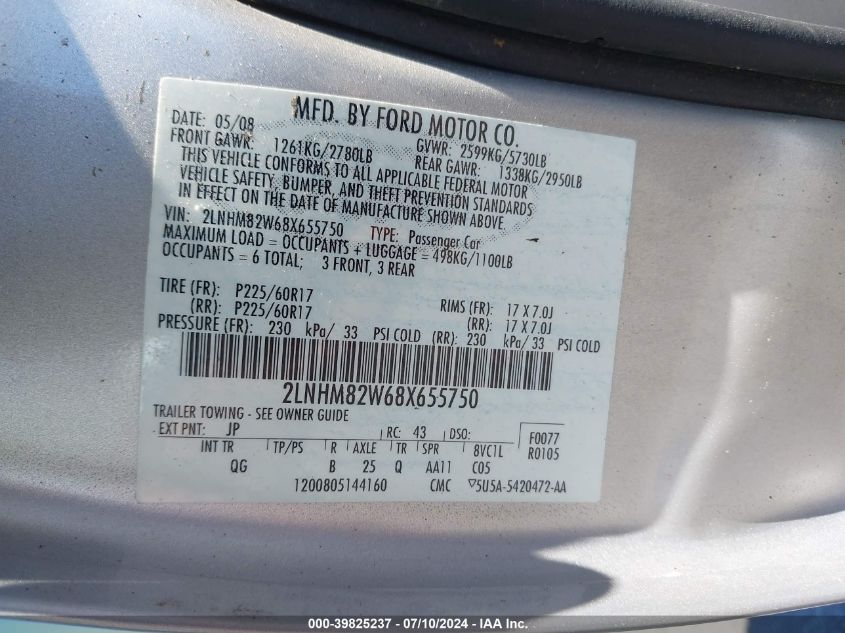 MFD. BY FORD MOTOR CO.
DATE: 05/08 GVWR: 2599KG/5730LB
FRONT GAWR: 1261KG/2780LB REAR GAWR: 1338KG/2950LB
THIS VEHICLE CONFORMS TO ALL APPLICABLE FEDERAL MOTOR
VEHICLE SAFETY, BUMPER, AND THEFT PREVENTION STANDARDS
IN EFFECT ON THE DATE OF MANUFACTURE SHOWN ABOVE.
VIN: 2LNHM82W68X655750 TYPE: Passenger Car
MAXIMUM LOAD = OCCUPANTS + LUGGAGE = 498KG/1100LB
OCCUPANTS = 6 TOTAL; 3 FRONT, 3 REAR
TIRE (FR): P225/60R17 RIMS (FR): 17 X 7.0J
(RR): P225/60R17 (RR): 17 X 7.0J
PRESSURE (FR): 230 kPa/ 33 PSI COLD (RR): 230 kPa/ 33 PSI COLD
2LNHM82W68X655750
TRAILER TOWING - SEE OWNER GUIDE
EXT PNT: JP RC: 43 DSO: F0077
INT TR TP/PS R AXLE TR SPR 8VC1L R0105
QG B 25 Q AA11 C05
1200805144160 CMC ▽5U5A-5420472-AA
000-39825237 - 07/10/2024 - IAA Inc.